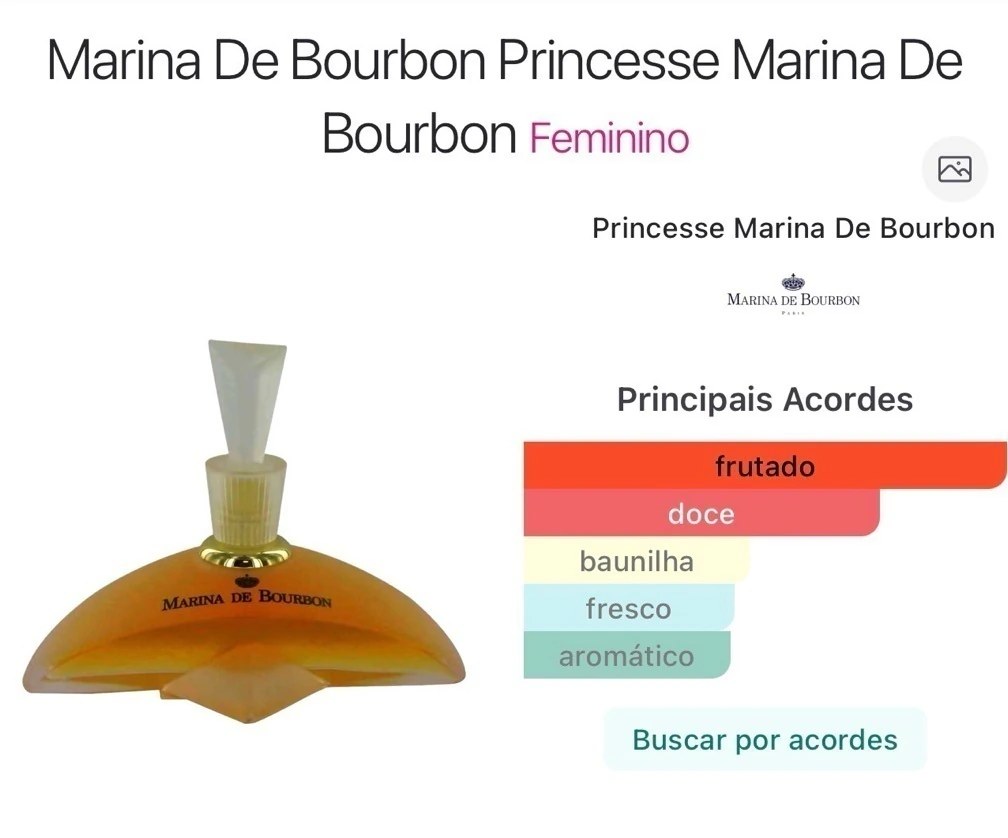 Marina De Bourbon Princesse Marina De
Bourbon Feminino
Princesse Marina De Bourbon
MARINA DE BOURBON
PARIS
Principais Acordes
frutado
doce
baunilha
fresco
aromático
Buscar por acordes
MARINA DE BOURBON